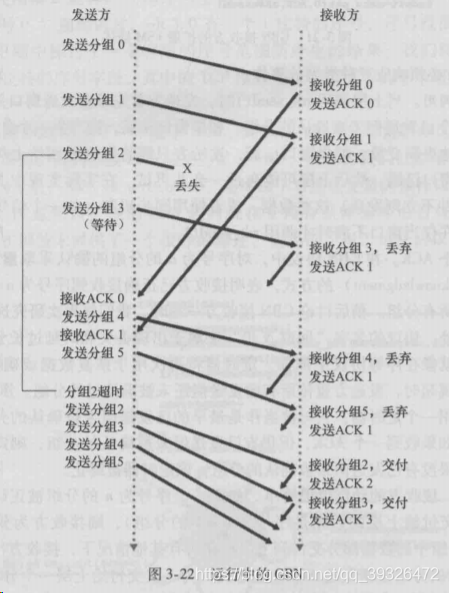 发送方
接收方
发送分组 0
接收分组 0
发送ACK 0
发送分组 1
接收分组 1
发送ACK 1
发送分组 2
X
丢失
发送分组 3
（等待）
接收分组 3，丢弃
发送ACK 1
接收ACK 0
发送分组 4
接收ACK 1
发送分组 5
接收分组 4，丢弃
发送ACK 1
分组2超时
发送分组2
发送分组3
发送分组4
发送分组5
接收分组5，丢弃
发送ACK 1
接收分组2，交付
发送ACK 2
接收分组3，交付
发送ACK 3
图 3-22 运行中的 GBN
https://blog.csdn.net/qq_39326472